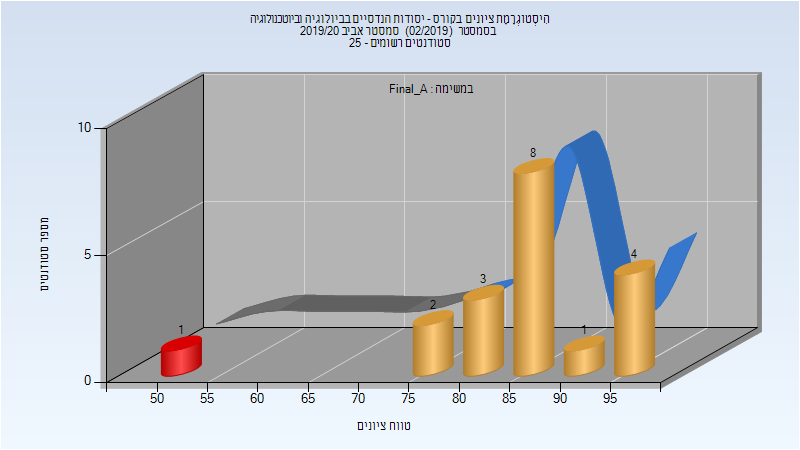 הִיסְטוֹגְרָמַת ציונים בקורס - יסודות הנדסיים בביולוגיה וביוטכנולוגיה
בסמסטר (02/2019) סמסטר אביב 2019/20
סטודנטים רשומים - 25
במשימה : Final_A
מספר סטודנטים
10
5
0
1
2
3
8
1
4
50 55 60 65 70 75 80 85 90 95
טווח ציונים